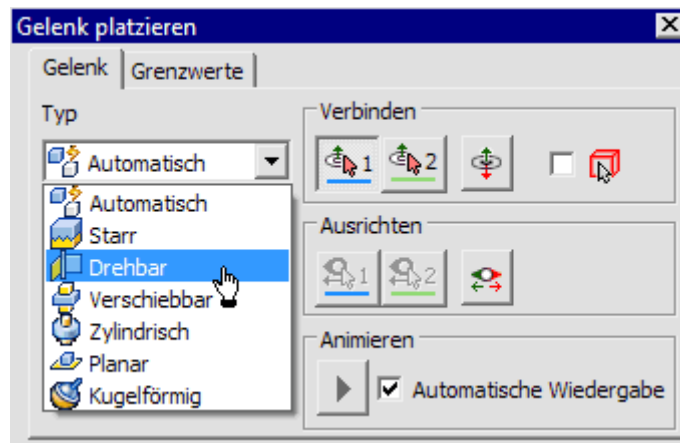 Gelenk platzieren
Gelenk Grenzwerte
Typ
Automatisch
Automatisch
Starr
Drehbar
Verschiebbar
Zylindrisch
Planar
Kugelförmig
Verbinden
1 2
Ausrichten
1 2
Animieren
Automatische Wiedergabe